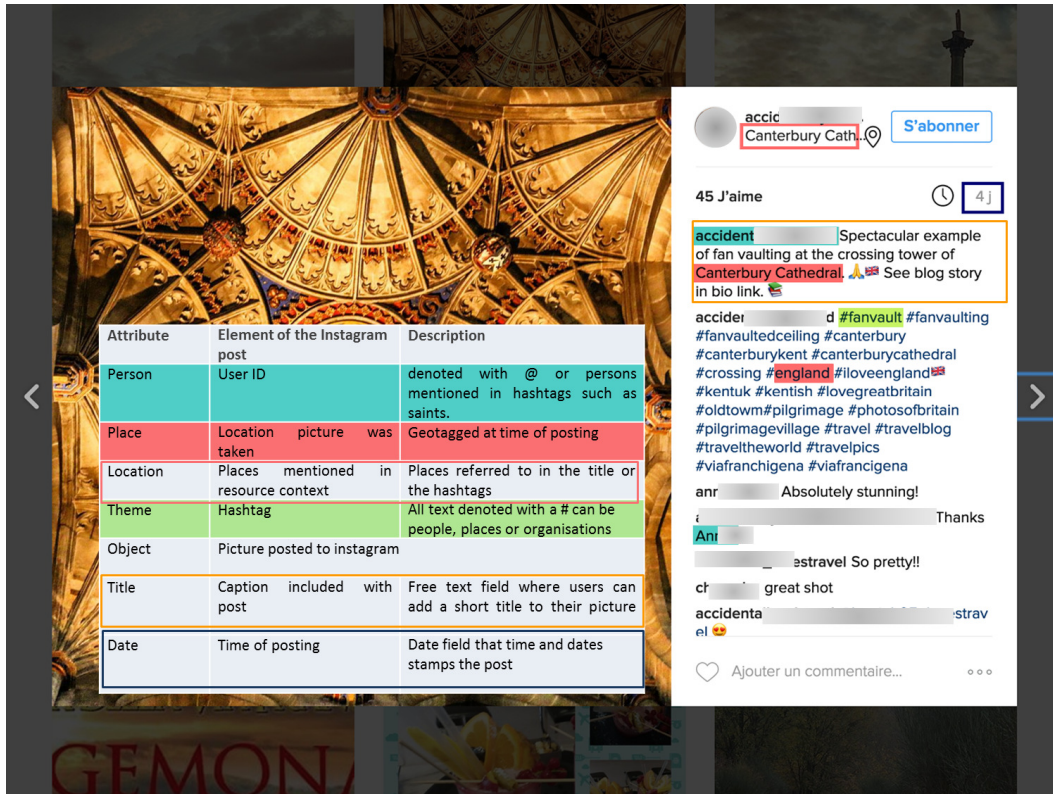 Attribute Element of the Instagram post Description
Person User ID denoted with @ or persons mentioned in hashtags such as saints.
Place Location picture was taken Geotagged at time of posting
Location Places mentioned in resource context Places referred to in the title or the hashtags
Theme Hashtag All text denoted with a # can be people, places or organisations
Object Picture posted to instagram
Title Caption included with post Free text field where users can add a short title to their picture
Date Time of posting Date field that time and dates stamps the post
accid
Canterbury Cath...
S'abonner
45 J'aime
4 j
accident Spectacular example
of fan vaulting at the crossing tower of
Canterbury Cathedral. 🙏🇬🇧 See blog story
in bio link. 📚
accider d #fanvault #fanvaulting
#fanvaultedceiling #canterbury
#canterburykent #canterburycathedral
#crossing #england #iloveengland🇬🇧
#kentuk #kentish #lovegreatbritain
#oldtowm#pilgrimage #photosofbritain
#pilgrimagevillage #travel #travelblog
#traveltheworld #travelpics
#viafranchigena #viafrancigena
anr Absolutely stunning!
Thanks
Anr
estravel So pretty!!
ch great shot
accidenta strav
el 😍
Ajouter un commentaire...
GEMON